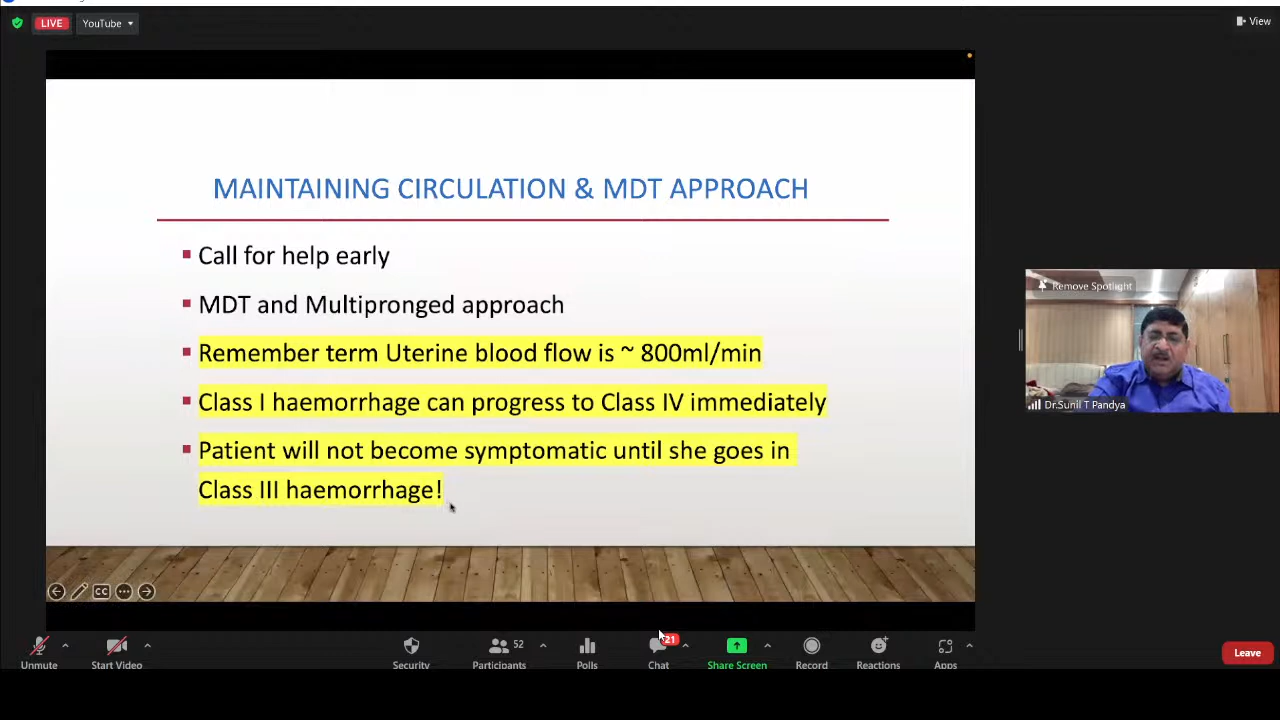 LIVE
YouTube
View
MAINTAINING CIRCULATION & MDT APPROACH
Call for help early
MDT and Multipronged approach
Remember term Uterine blood flow is ~ 800ml/min
Class I haemorrhage can progress to Class IV immediately
Patient will not become symptomatic until she goes in
Class III haemorrhage!
Remove Spotlight
Dr.Sunil T Pandya
CC
52
21
Unmute
Start Video
Security
Participants
Polls
Chat
Share Screen
Record
Reactions
Apps
Leave